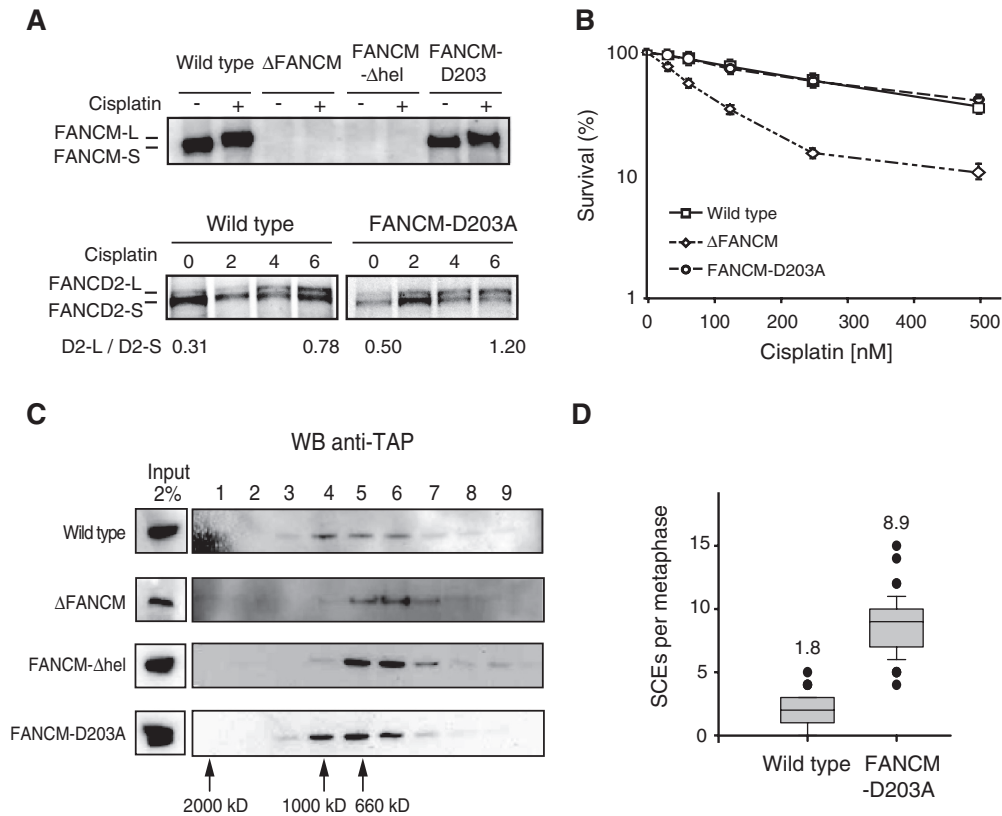 A
Wild type ΔFANCM FANCM-Δhel FANCM-D203
Cisplatin - + - + - + - +
FANCM-L
FANCM-S
Wild type FANCM-D203A
Cisplatin 0 2 4 6 0 2 4 6
FANCD2-L
FANCD2-S
D2-L / D2-S 0.31 0.78 0.50 1.20
B
100
10
1
Survival (%)
Wild type
ΔFANCM
FANCM-D203A
0 100 200 300 400 500
Cisplatin [nM]
C
WB anti-TAP
Input
2% 1 2 3 4 5 6 7 8 9
Wild type
ΔFANCM
FANCM-Δhel
FANCM-D203A
2000 kD 1000 kD 660 kD
D
SCEs per metaphase
15
10
5
0
1.8
8.9
Wild type FANCM
-D203A